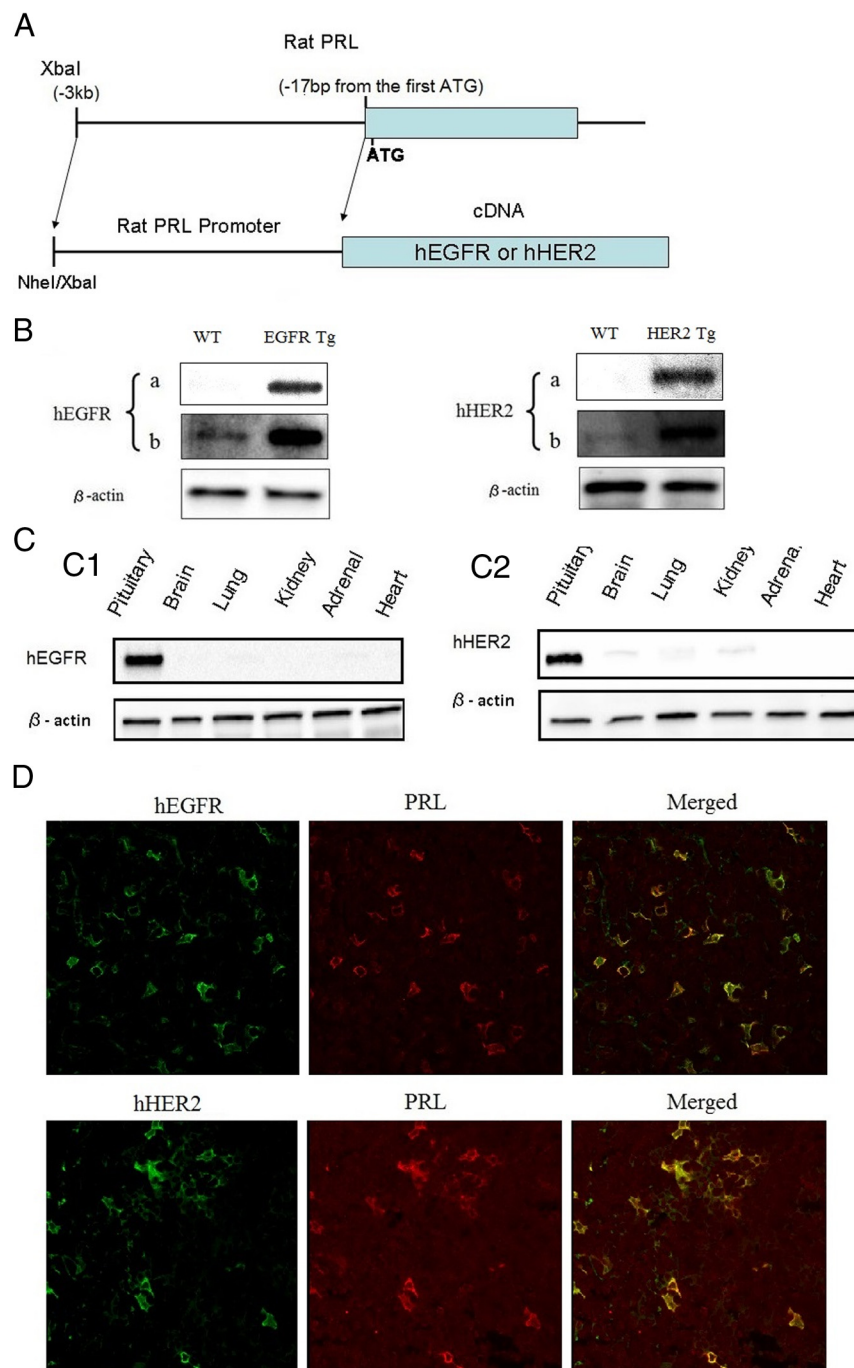 A
Rat PRL
XbaI
(-3kb)
(-17bp from the first ATG)
ATG
Rat PRL Promoter
cDNA
hEGFR or hHER2
NheI/XbaI
B
WT EGFR Tg
hEGFR
a
b
β-actin
WT HER2 Tg
hHER2
a
b
β-actin
C
C1
Pituitary Brain Lung Kidney Adrenal Heart
hEGFR
β - actin
C2
Pituitary Brain Lung Kidney Adrena. Heart
hHER2
β - actin
D
hEGFR PRL Merged
hHER2 PRL Merged